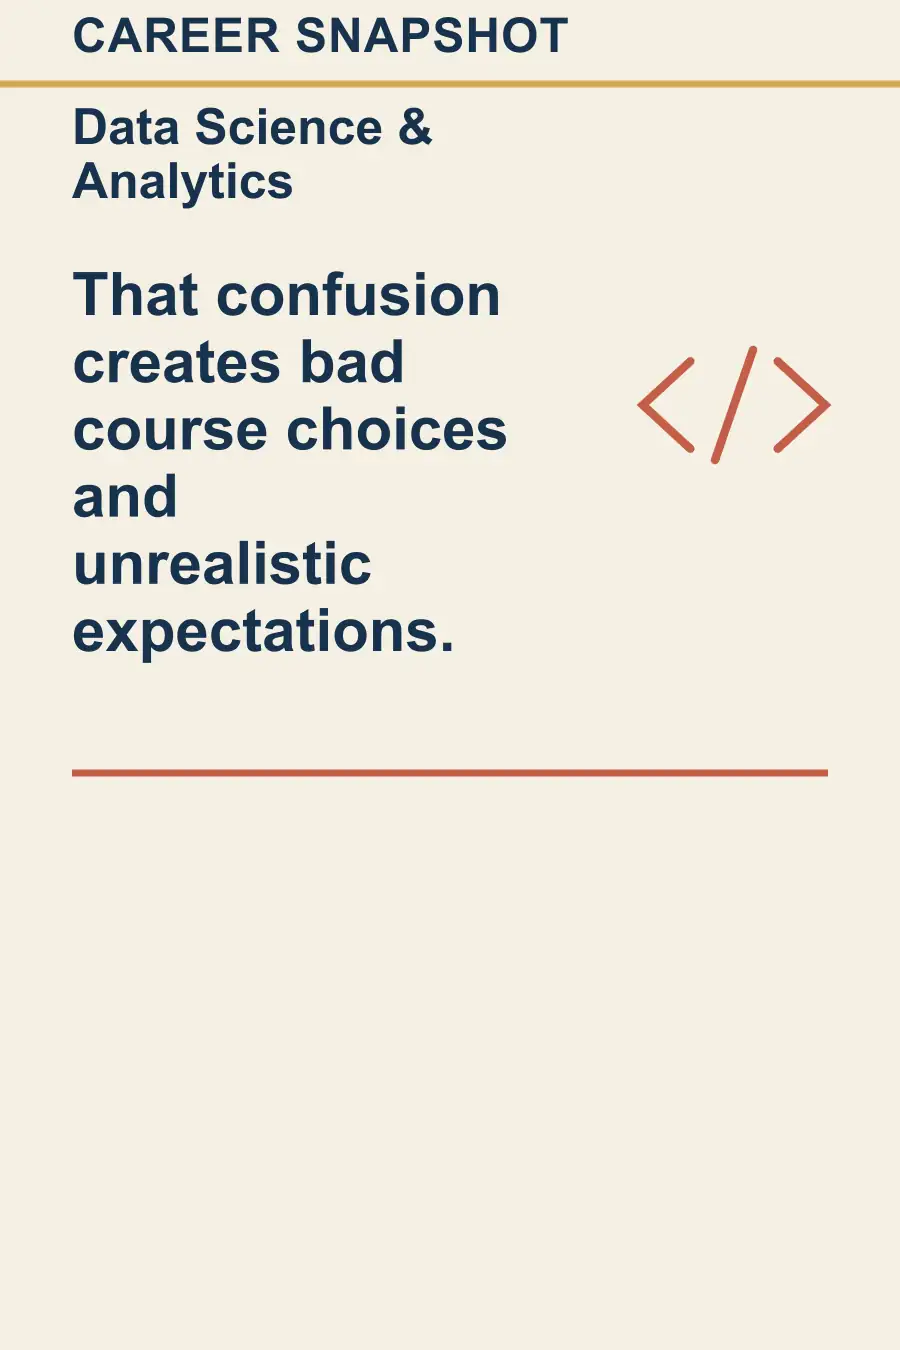 CAREER SNAPSHOT
Data Science &
Analytics
That confusion
creates bad
course choices
and
unrealistic
expectations.